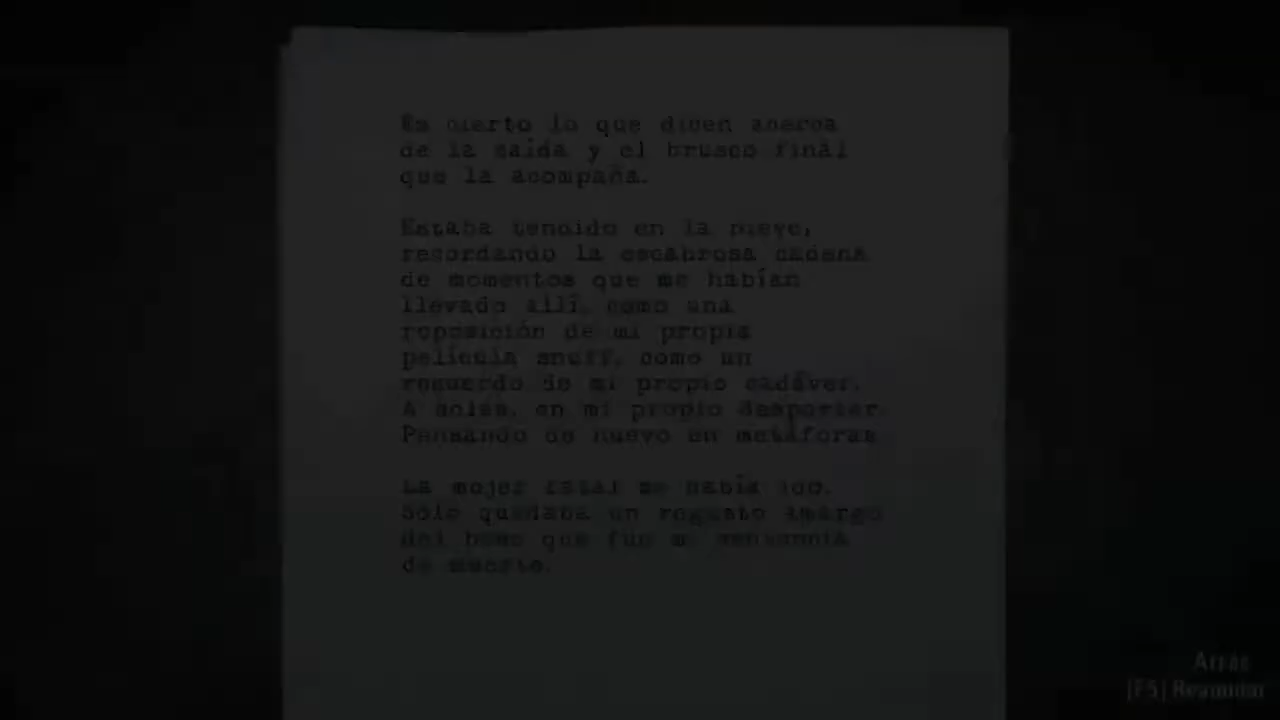 Es cierto lo que dicen acerca
de la caída y el brusco final
que la acompaña.
Estaba tendido en la nieve,
recordando la escabrosa cadena
de momentos que me habían
llevado allí, como una
reposición de mi propia
película snuff, como un
recuerdo de mi propio cadáver.
A solas, en mi propio despertar.
Pensando de nuevo en metáforas
La mujer fatal se había ido.
Sólo quedaba un regusto amargo
del beso que fue mi sentencia
de muerte.
Atrás
[F5] Reanudar